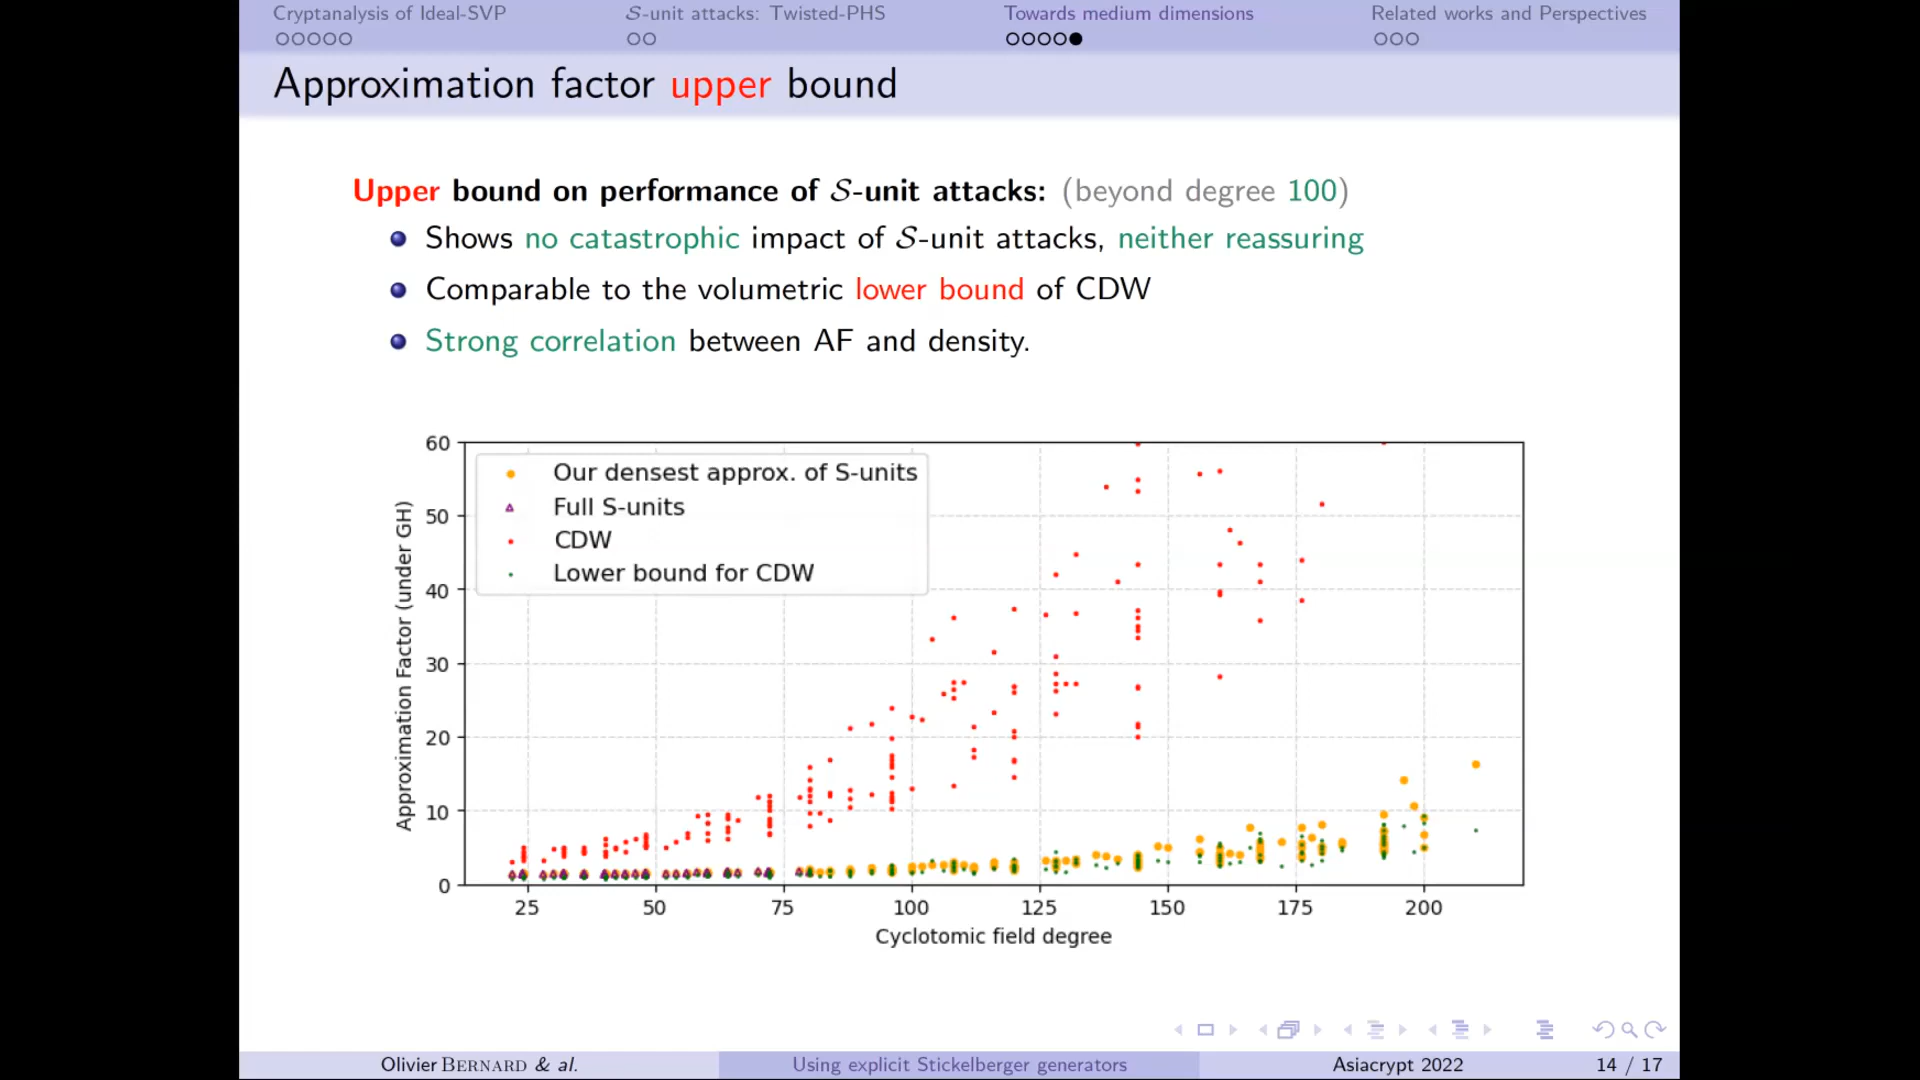 Cryptanalysis of Ideal-SVP
𝒮-unit attacks: Twisted-PHS
Towards medium dimensions
Related works and Perspectives
Approximation factor upper bound
Upper bound on performance of 𝒮-unit attacks: (beyond degree 100)
Shows no catastrophic impact of 𝒮-unit attacks, neither reassuring
Comparable to the volumetric lower bound of CDW
Strong correlation between AF and density.
Approximation Factor (under GH)
60
50
40
30
20
10
0
Our densest approx. of S-units
Full S-units
CDW
Lower bound for CDW
25 50 75 100 125 150 175 200
Cyclotomic field degree
Olivier BERNARD & al.
Using explicit Stickelberger generators
Asiacrypt 2022
14 / 17